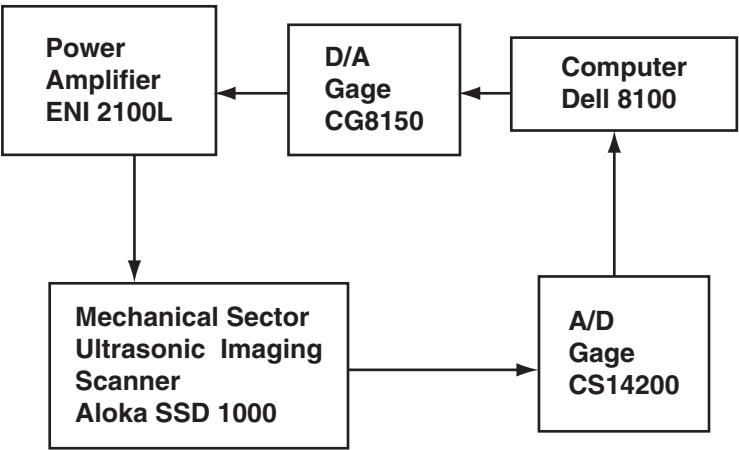 Power
Amplifier
ENI 2100L
D/A
Gage
CG8150
Computer
Dell 8100
Mechanical Sector
Ultrasonic Imaging
Scanner
Aloka SSD 1000
A/D
Gage
CS14200